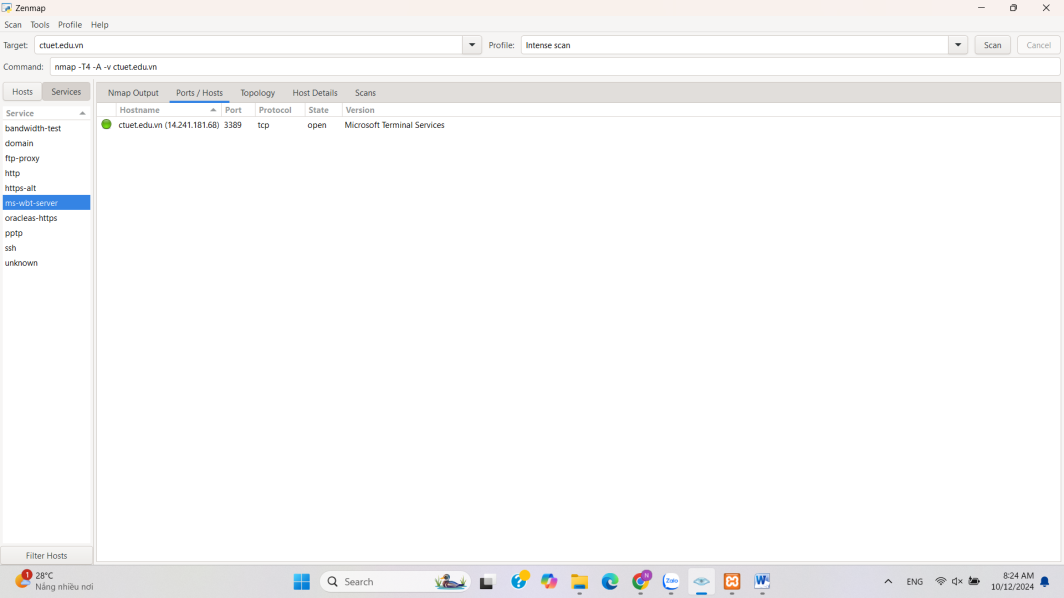 Zenmap
Scan Tools Profile Help
Target: ctuet.edu.vn Profile: Intense scan Scan Cancel
Command: nmap -T4 -A -v ctuet.edu.vn
Hosts Services Nmap Output Ports / Hosts Topology Host Details Scans
Service Hostname Port Protocol State Version
bandwidth-test ctuet.edu.vn (14.241.181.68) 3389 tcp open Microsoft Terminal Services
domain
ftp-proxy
http
https-alt
ms-wbt-server
oracleas-https
pptp
ssh
unknown
Filter Hosts
1 28°C
Nắng nhiều nơi
Search
N
Zalo
W
ENG
8:24 AM
10/12/2024